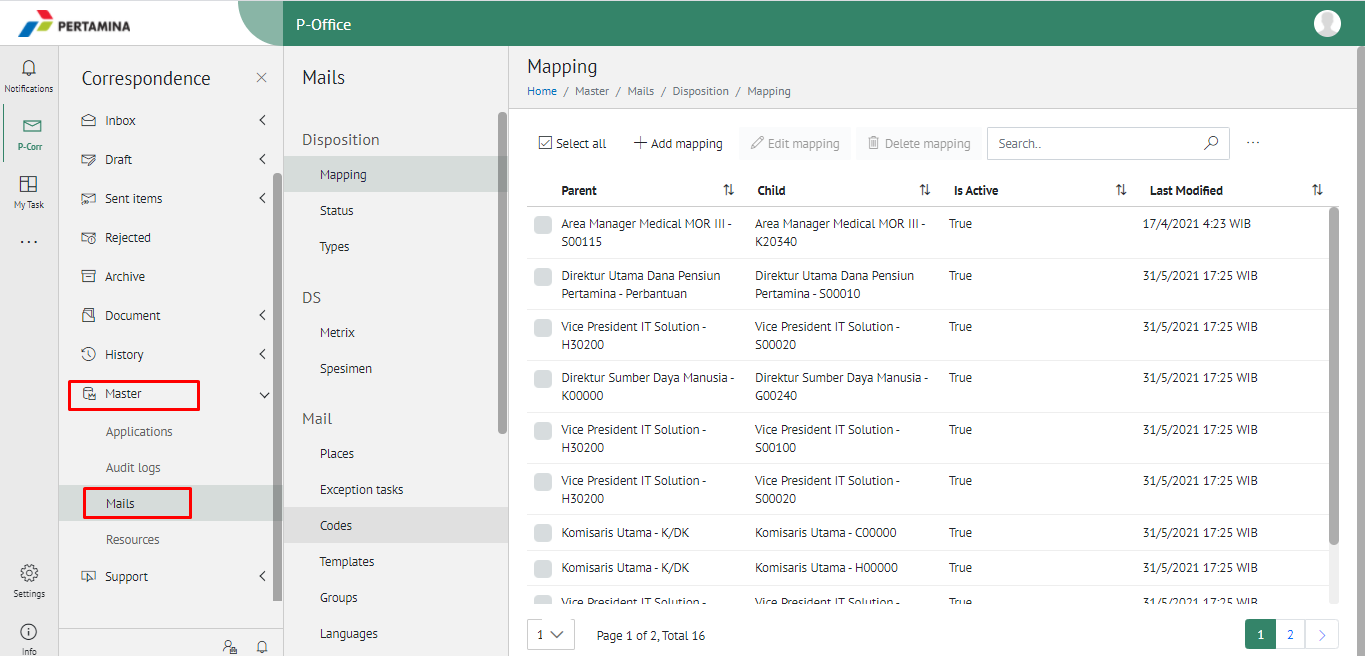 PERTAMINA
P-Office
Notifications
P-Corr
My Task
...
Settings
Info
Correspondence
Inbox
Draft
Sent items
Rejected
Archive
Document
History
Master
Applications
Audit logs
Mails
Resources
Support
Mails
Disposition
Mapping
Status
Types
DS
Metrix
Spesimen
Mail
Places
Exception tasks
Codes
Templates
Groups
Languages
Mapping
Home / Master / Mails / Disposition / Mapping
Select all Add mapping Edit mapping Delete mapping Search.. ...
Parent Child Is Active Last Modified
Area Manager Medical MOR III - Area Manager Medical MOR III - True 17/4/2021 4:23 WIB
S00115 K20340
Direktur Utama Dana Pensiun Direktur Utama Dana Pensiun True 31/5/2021 17:25 WIB
Pertamina - Perbantuan Pertamina - S00010
Vice President IT Solution - Vice President IT Solution - True 31/5/2021 17:25 WIB
H30200 S00020
Direktur Sumber Daya Manusia - Direktur Sumber Daya Manusia - True 31/5/2021 17:25 WIB
K00000 G00240
Vice President IT Solution - Vice President IT Solution - True 31/5/2021 17:25 WIB
H30200 S00100
Vice President IT Solution - Vice President IT Solution - True 31/5/2021 17:25 WIB
H30200 S00020
Komisaris Utama - K/DK Komisaris Utama - C00000 True 31/5/2021 17:25 WIB
Komisaris Utama - K/DK Komisaris Utama - H00000 True 31/5/2021 17:25 WIB
Vice President IT Solution - Vice President IT Solution - True 31/5/2021 17:25 WIB
1 Page 1 of 2, Total 16 1 2